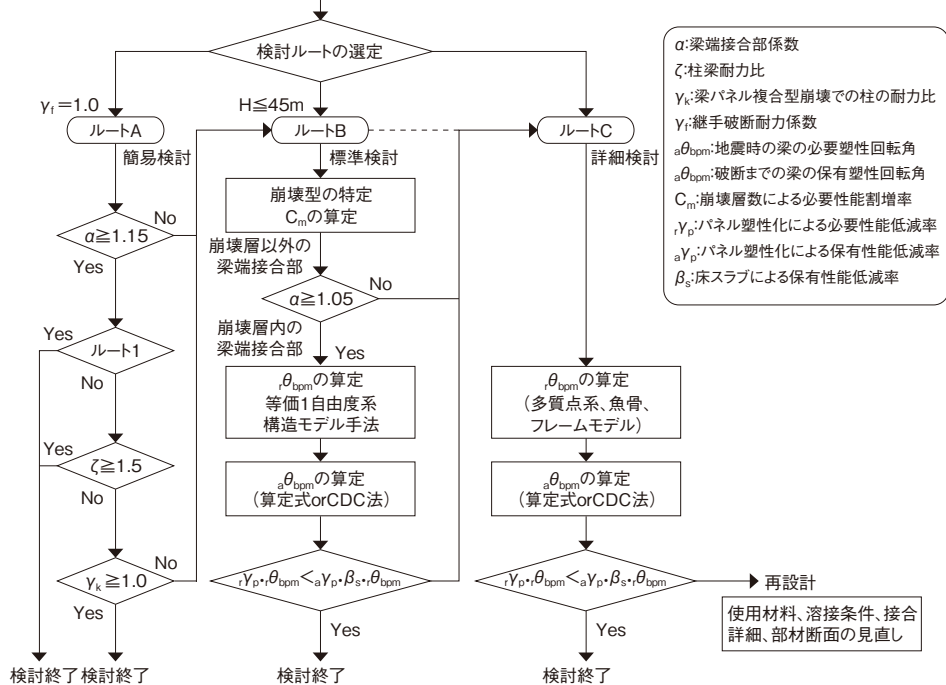 検討ルートの選定
γf＝1.0
H≦45m
ルートA
ルートB
ルートC
簡易検討
標準検討
詳細検討
α≧1.15
No
Yes
ルート1
Yes
No
ζ≧1.5
Yes
No
γk≧1.0
No
Yes
検討終了
検討終了
崩壊型の特定
Cmの算定
崩壊層以外の
梁端接合部
α≧1.05
No
崩壊層内の
梁端接合部
Yes
rθbpmの算定
等価1自由度系
構造モデル手法
aθbpmの算定
(算定式orCDC法)
rγp・rθbpm<aγp・βs・rθbpm
Yes
検討終了
rθbpmの算定
(多質点系、魚骨、
フレームモデル)
aθbpmの算定
(算定式orCDC法)
rγp・rθbpm<aγp・βs・rθbpm
Yes
検討終了
再設計
使用材料、溶接条件、接合
詳細、部材断面の見直し
α:梁端接合部係数
ζ:柱梁耐力比
γk:梁パネル複合型崩壊での柱の耐力比
γf:継手破断耐力係数
aθbpm:地震時の梁の必要塑性回転角
aθbpm:破断までの梁の保有塑性回転角
Cm:崩壊層数による必要性能割増率
rγp:パネル塑性化による必要性能低減率
aγp:パネル塑性化による保有性能低減率
βs:床スラブによる保有性能低減率